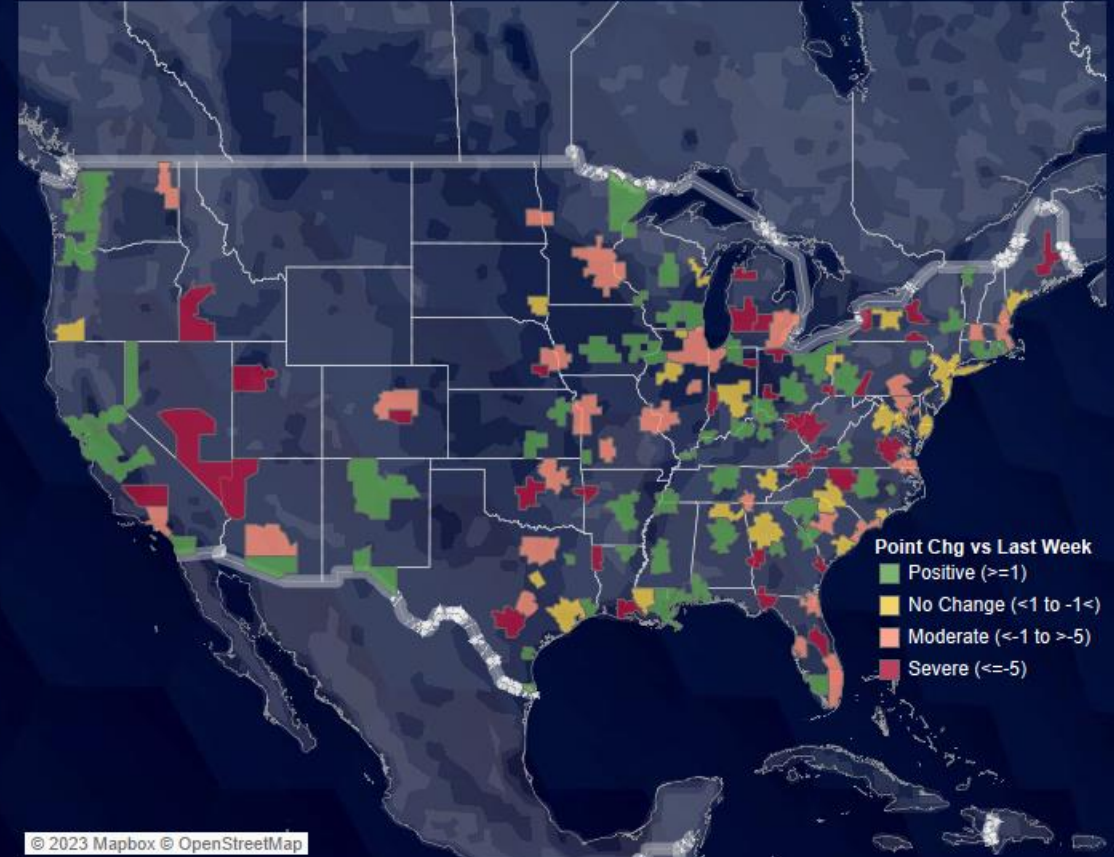 Point Chg vs Last Week
Positive (>=1)
No Change (<1 to -1<)
Moderate (<-1 to >-5)
Severe (<=-5)
© 2023 Mapbox © OpenStreetMap